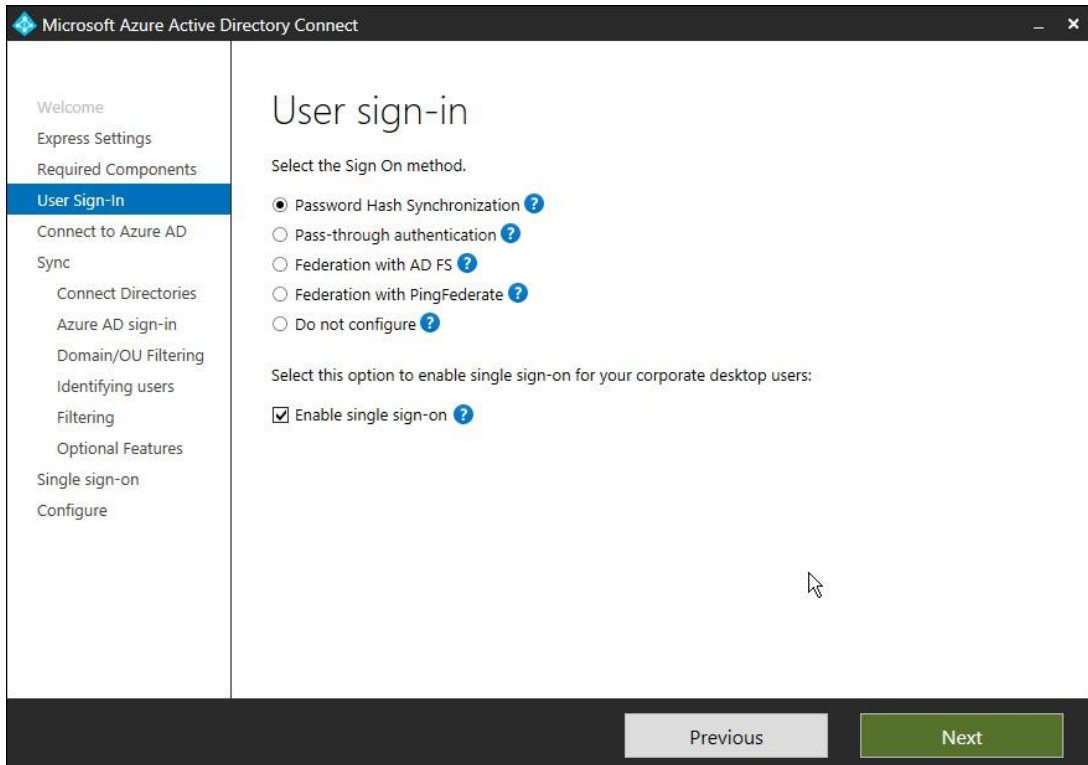 Microsoft Azure Active Directory Connect
Welcome
Express Settings
Required Components
User Sign-In
Connect to Azure AD
Sync
Connect Directories
Azure AD sign-in
Domain/OU Filtering
Identifying users
Filtering
Optional Features
Single sign-on
Configure
User sign-in
Select the Sign On method.
Password Hash Synchronization ?
Pass-through authentication ?
Federation with AD FS ?
Federation with PingFederate ?
Do not configure ?
Select this option to enable single sign-on for your corporate desktop users:
Enable single sign-on ?
Previous
Next